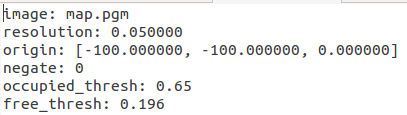 image: map.pgm
resolution: 0.050000
origin: [-100.000000, -100.000000, 0.000000]
negate: 0
occupied_thresh: 0.65
free_thresh: 0.196